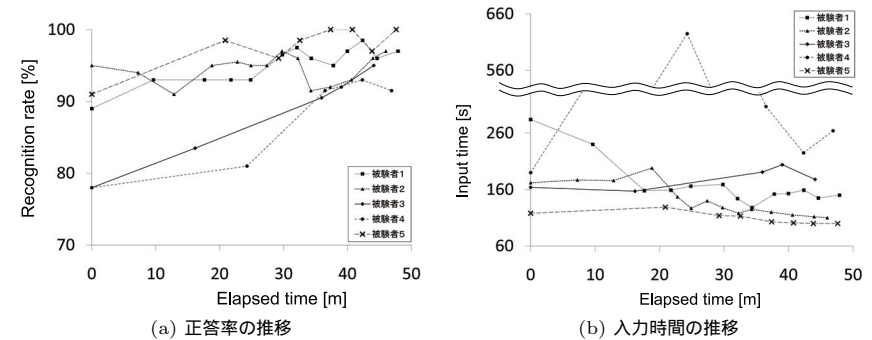 100
90
80
70
0
10
20
30
40
50
Recognition rate [%]
Elapsed time [m]
被験者1
被験者2
被験者3
被験者4
被験者5
(a) 正答率の推移
660
560
260
160
60
0
10
20
30
40
50
Input time [s]
Elapsed time [m]
被験者1
被験者2
被験者3
被験者4
被験者5
(b) 入力時間の推移